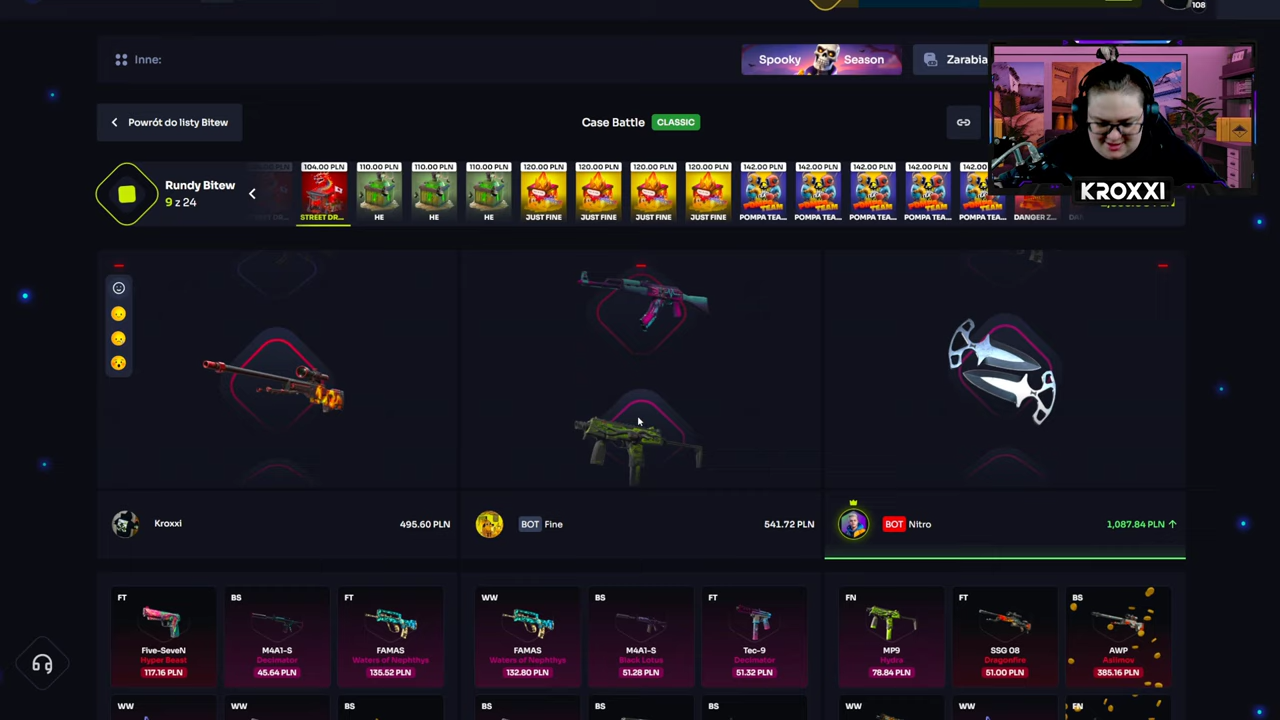 108
Inne:
Spooky Season
Zarabia
KROXXI
Powrót do listy Bitew
Case Battle CLASSIC
Rundy Bitew
9 z 24
104.00 PLN 110.00 PLN 110.00 PLN 110.00 PLN 120.00 PLN 120.00 PLN 120.00 PLN 120.00 PLN 142.00 PLN 142.00 PLN 142.00 PLN 142.00 PLN 142.00
STREET DR... HE HE HE JUST FINE JUST FINE JUST FINE JUST FINE POMPA TEA... POMPA TEA... POMPA TEA... POMPA TEA... POMPA TEA... DANGER Z...
Kroxxi 495.60 PLN
BOT Fine 541.72 PLN
BOT Nitro 1,087.84 PLN
FT BS FT WW BS FT FN FT BS
Five-SeveN M4A1-S FAMAS FAMAS M4A1-S Tec-9 MP9 SSG 08 AWP
Hyper Beast Decimator Waters of Nephthys Waters of Nephthys Black Lotus Decimator Hydra Dragonfire Asiimov
117.16 PLN 45.64 PLN 135.52 PLN 132.80 PLN 51.28 PLN 51.32 PLN 78.84 PLN 51.00 PLN 385.16 PLN
WW WW BS WW WW BS WW WW FN